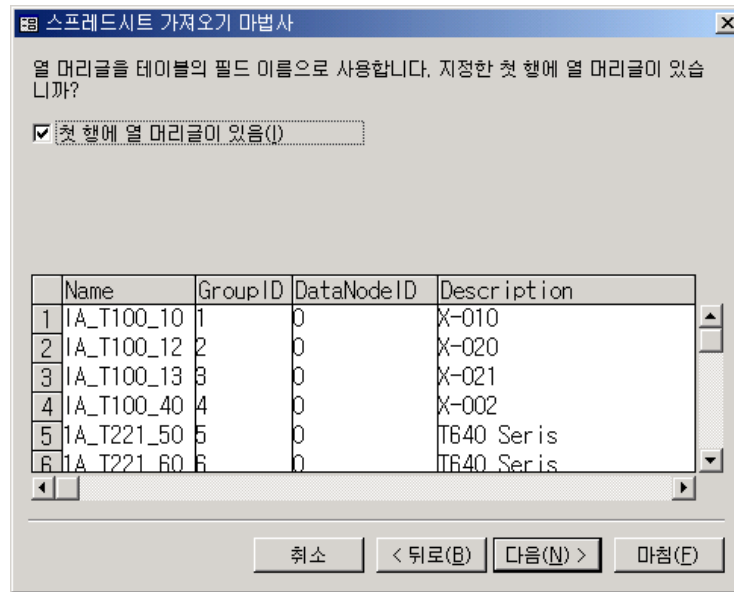 스프레드시트 가져오기 마법사
열 머리글을 테이블의 필드 이름으로 사용합니다. 지정한 첫 행에 열 머리글이 있습
니까?
첫 행에 열 머리글이 있음(I)
Name GroupID DataNodeID Description
1 IA_T100_10 1 0 X-010
2 IA_T100_12 2 0 X-020
3 IA_T100_13 3 0 X-021
4 IA_T100_40 4 0 X-002
5 1A_T221_50 5 0 T640 Seris
6 1A_T221_60 6 0 T640 Seris
취소 < 뒤로(B) 다음(N) > 마침(F)